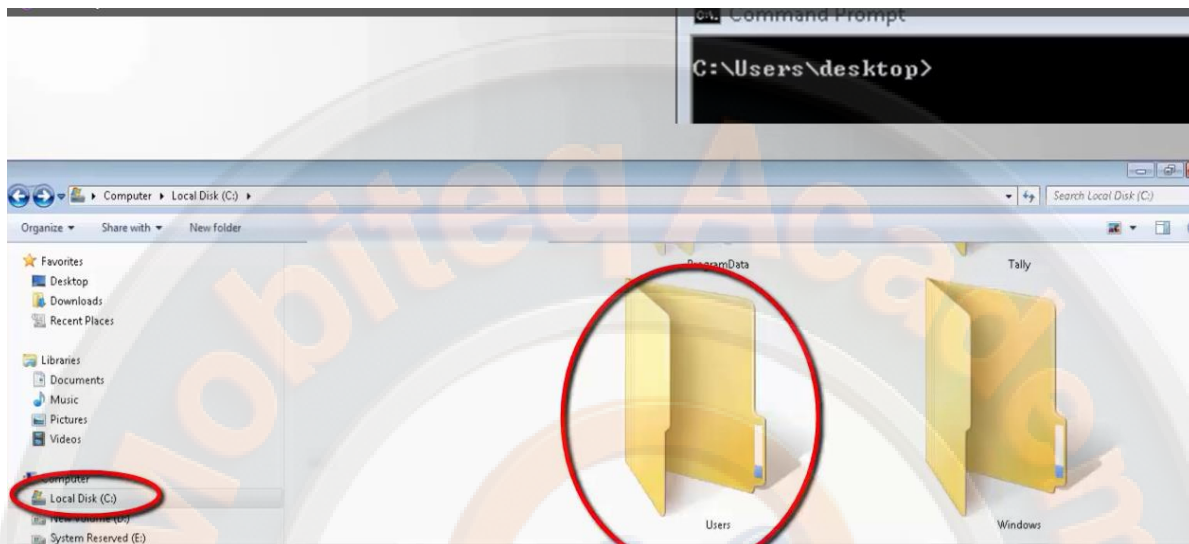 Command Prompt
C:\Users\desktop>
Computer ▸ Local Disk (C:) ▸
Search Local Disk (C:)
Organize ▾ Share with ▾ New folder
Favorites
Desktop
Downloads
Recent Places
Libraries
Documents
Music
Pictures
Videos
Computer
Local Disk (C:)
New Volume (D:)
System Reserved (E:)
ProgramData
Tally
Users
Windows
Mobiteq Academ